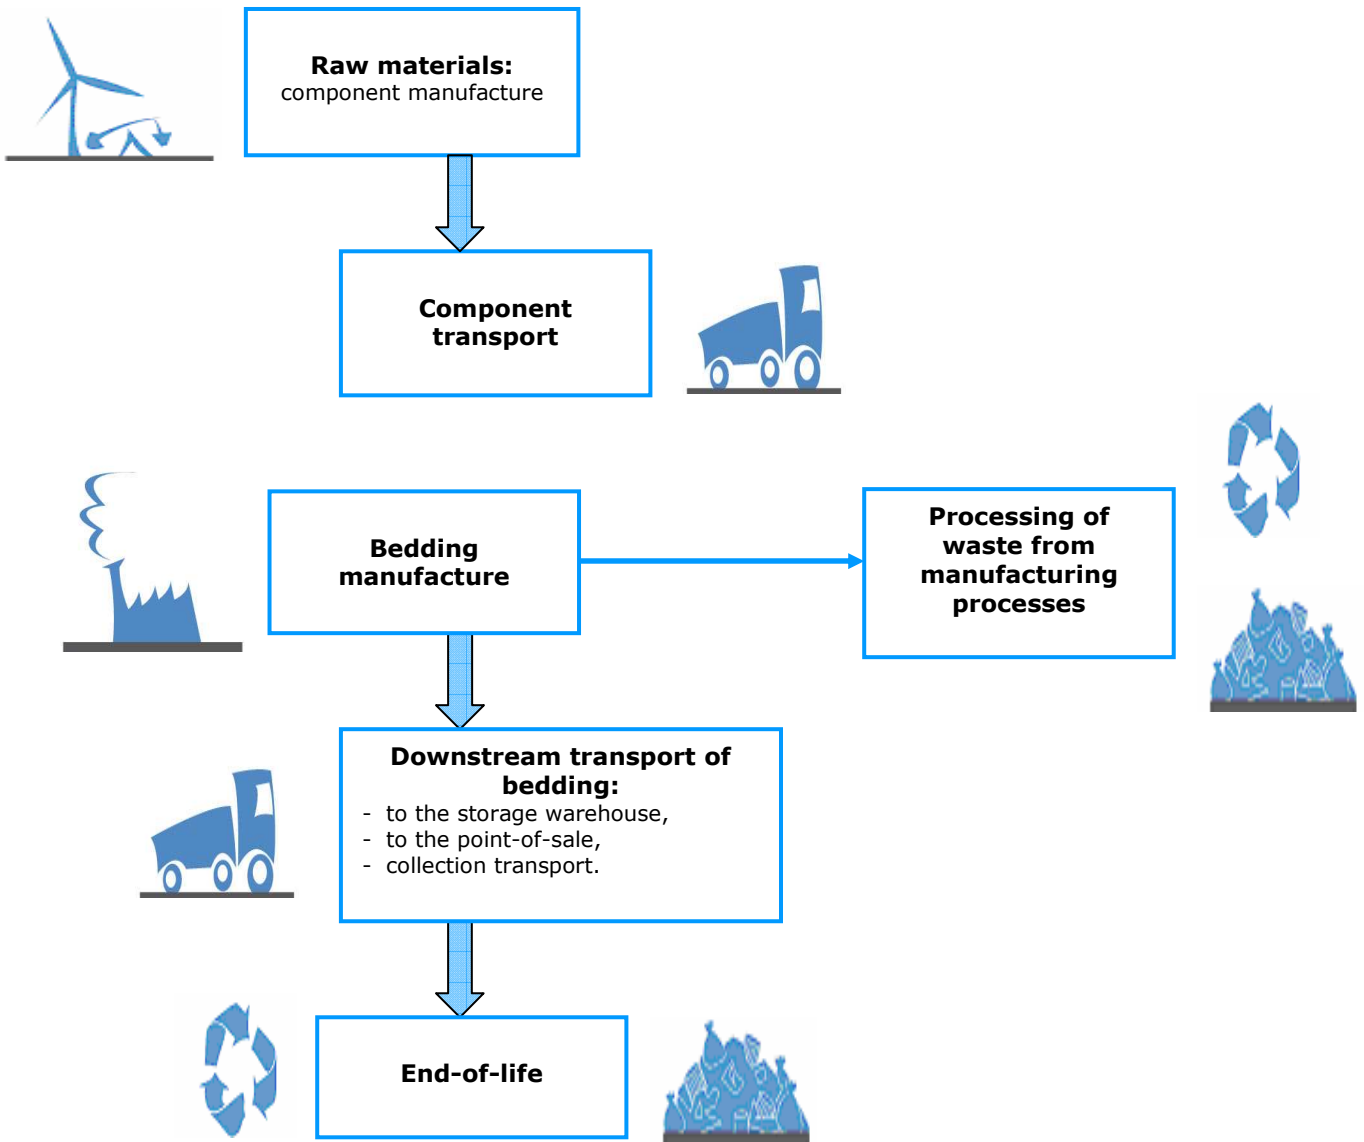 Raw materials:
component manufacture
Component
transport
Bedding
manufacture
Processing of
waste from
manufacturing
processes
Downstream transport of
bedding:
- to the storage warehouse,
- to the point-of-sale,
- collection transport.
End-of-life